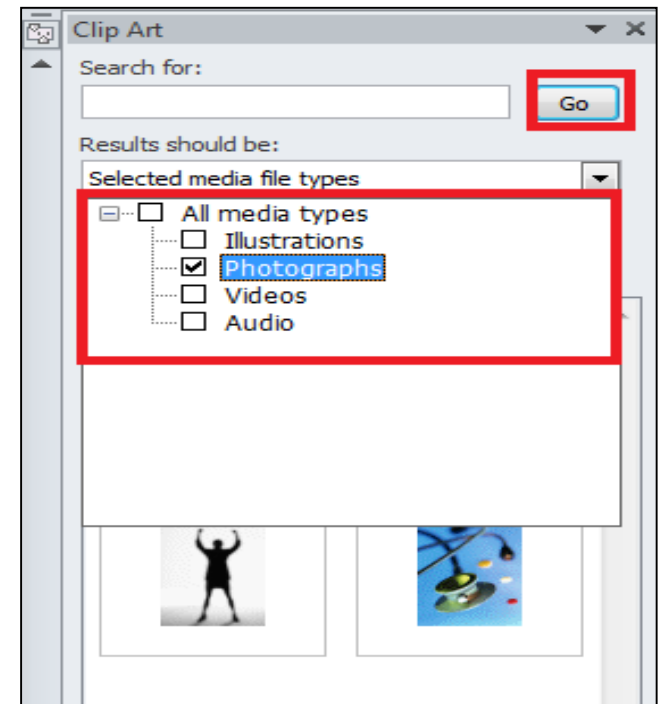 Clip Art
Search for:
Go
Results should be:
Selected media file types
All media types
Illustrations
Photographs
Videos
Audio